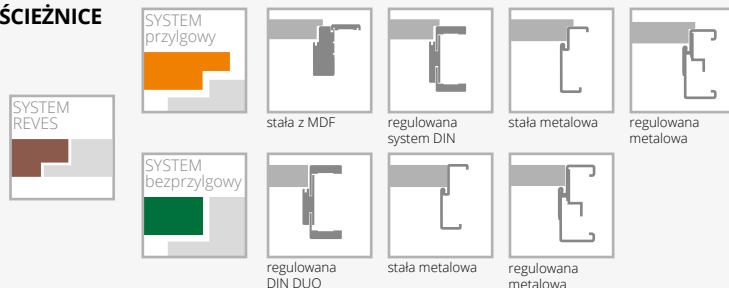 ŚCIEŻNICE
SYSTEM
przylgowy
stała z MDF
regulowana
system DIN
stała metalowa
regulowana
metalowa
SYSTEM
REVES
SYSTEM
bezprzylgowy
regulowana
DIN DUO
stała metalowa
regulowana
metalowa